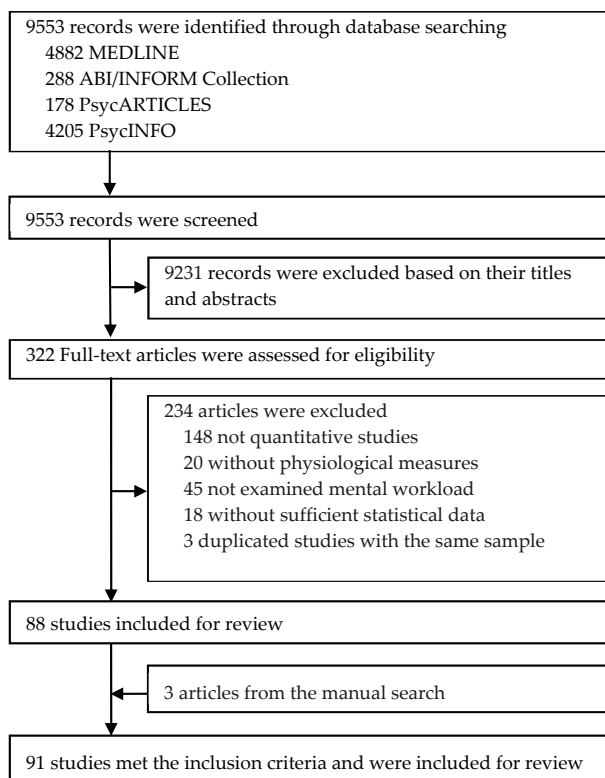 9553 records were identified through database searching
4882 MEDLINE
288 ABI/INFORM Collection
178 PsycARTICLES
4205 PsycINFO
9553 records were screened
9231 records were excluded based on their titles
and abstracts
322 Full-text articles were assessed for eligibility
234 articles were excluded
148 not quantitative studies
20 without physiological measures
45 not examined mental workload
18 without sufficient statistical data
3 duplicated studies with the same sample
88 studies included for review
3 articles from the manual search
91 studies met the inclusion criteria and were included for review